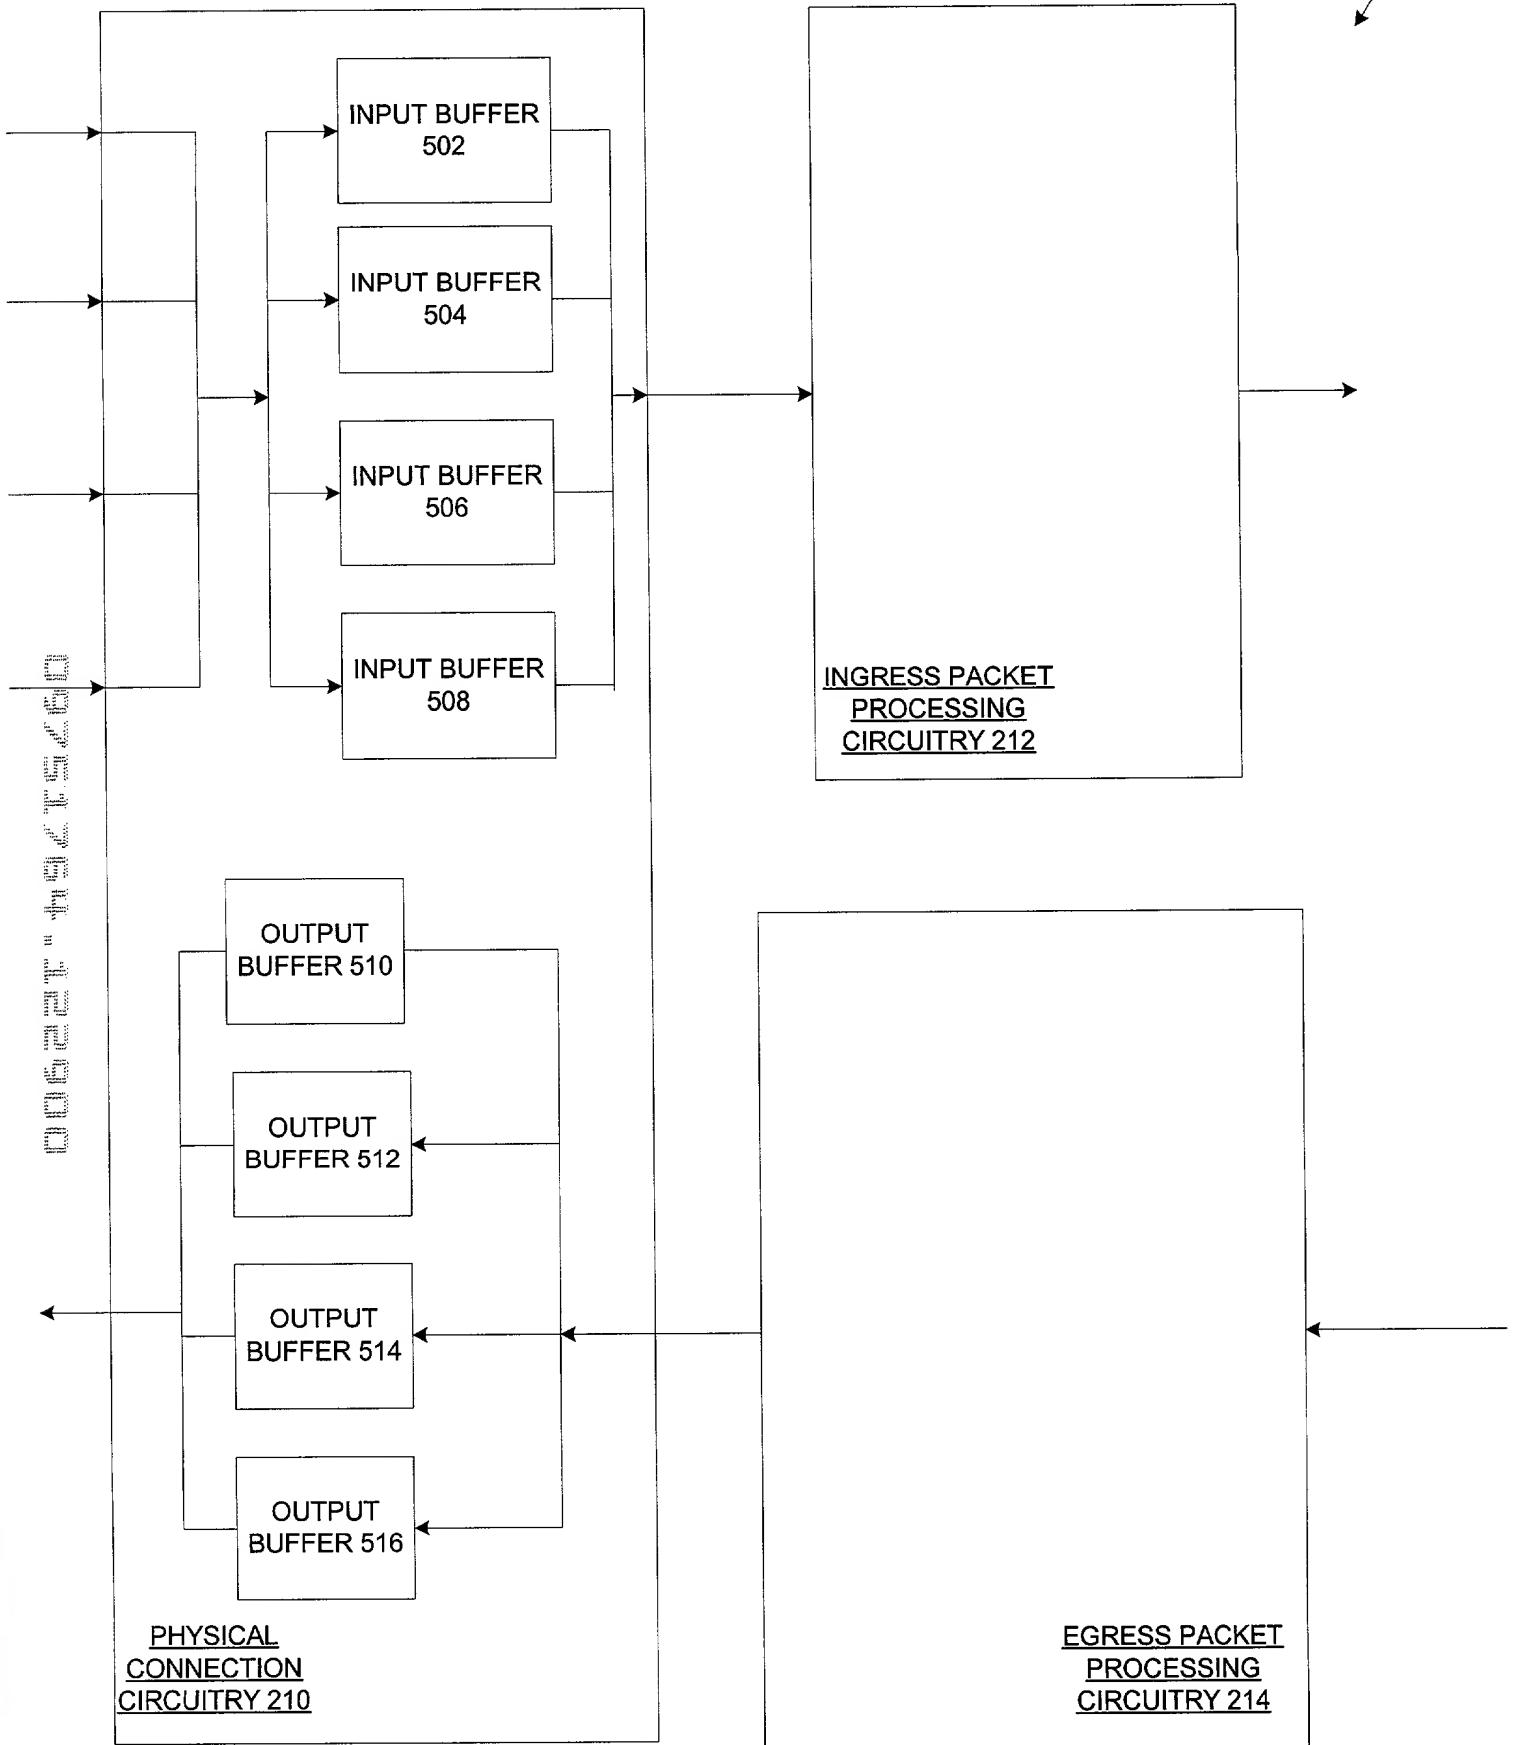 INPUT BUFFER
502
INPUT BUFFER
504
INPUT BUFFER
506
INPUT BUFFER
508
INGRESS PACKET
PROCESSING
CIRCUITRY 212
OUTPUT
BUFFER 510
OUTPUT
BUFFER 512
OUTPUT
BUFFER 514
OUTPUT
BUFFER 516
PHYSICAL
CONNECTION
CIRCUITRY 210
EGRESS PACKET
PROCESSING
CIRCUITRY 214